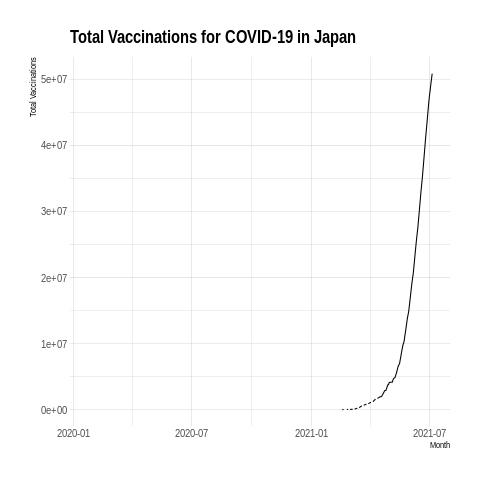 Total Vaccinations for COVID-19 in Japan
Total Vaccinations
5e+07
4e+07
3e+07
2e+07
1e+07
0e+00
2020-01
2020-07
2021-01
2021-07
Month